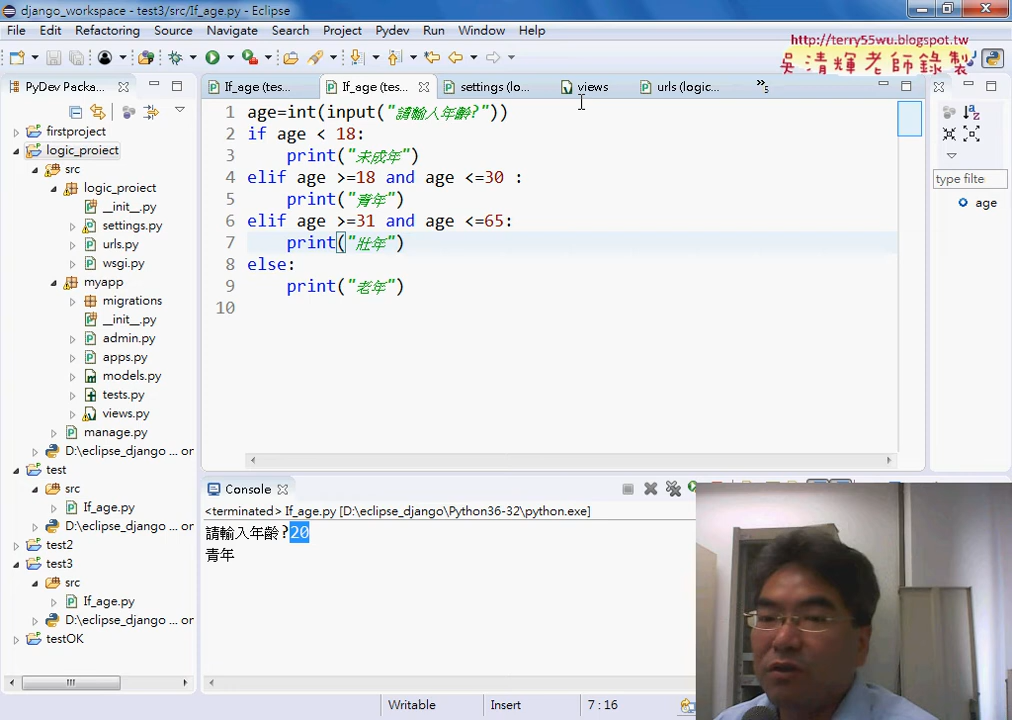 django_workspace - test3/src/If_age.py - Eclipse
File Edit Refactoring Source Navigate Search Project Pydev Run Window Help
http://terry55wu.blogspot.tw
吳清輝老師錄製
PyDev Packa...
If_age (tes...
If_age (tes...
settings (lo...
views
urls (logic...
»5
firstproject
logic_project
src
logic_project
__init__.py
settings.py
urls.py
wsgi.py
myapp
migrations
__init__.py
admin.py
apps.py
models.py
tests.py
views.py
manage.py
D:\eclipse_django ... or
test
src
If_age.py
D:\eclipse_django ... or
test2
test3
src
If_age.py
D:\eclipse_django ... or
testOK
1 age=int(input("請輸入年齡?"))
2 if age < 18:
3     print("未成年")
4 elif age >=18 and age <=30 :
5     print("青年")
6 elif age >=31 and age <=65:
7     print("壯年")
8 else:
9     print("老年")
10
type filte
age
Console
<terminated> If_age.py [D:\eclipse_django\Python36-32\python.exe]
請輸入年齡?20
青年
Writable
Insert
7 : 16